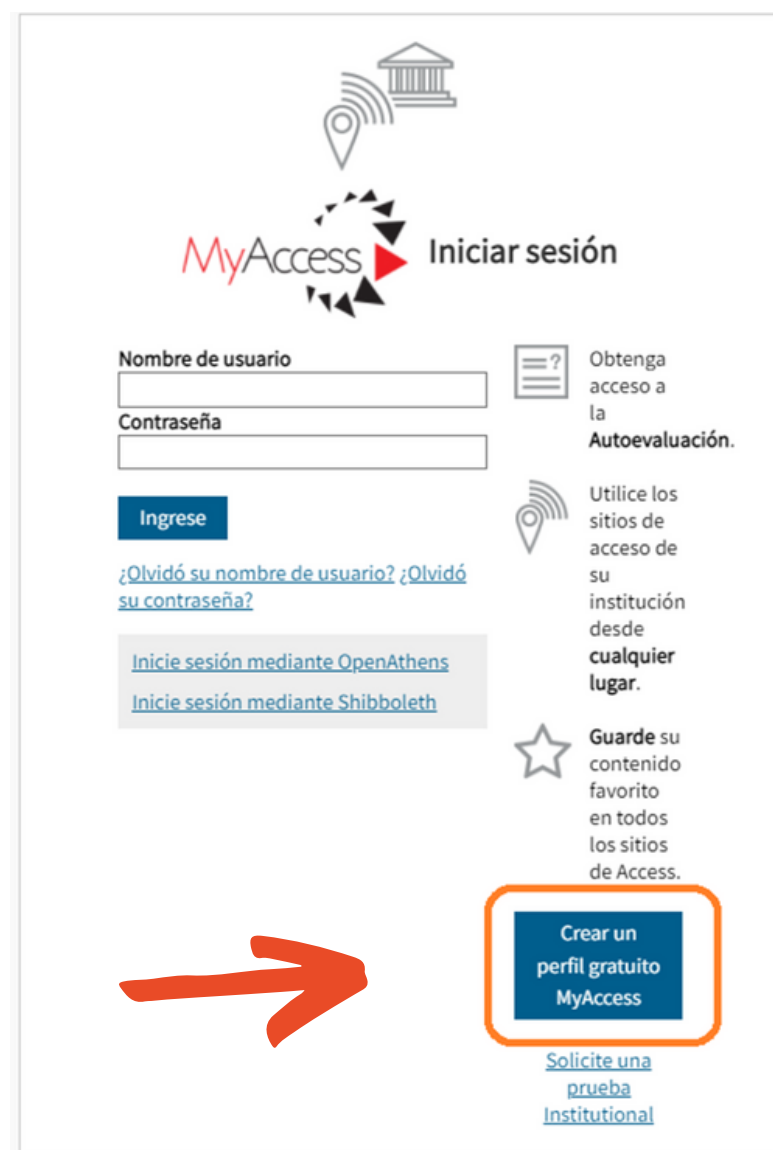 MyAccess Iniciar sesión
Nombre de usuario
Contraseña
Ingrese
¿Olvidó su nombre de usuario? ¿Olvidó
su contraseña?
Inicie sesión mediante OpenAthens
Inicie sesión mediante Shibboleth
?
Obtenga
acceso a
la
Autoevaluación.
Utilice los
sitios de
acceso de
su
institución
desde
cualquier
lugar.
Guarde su
contenido
favorito
en todos
los sitios
de Access.
Crear un
perfil gratuito
MyAccess
Solicite una
prueba
Institutional